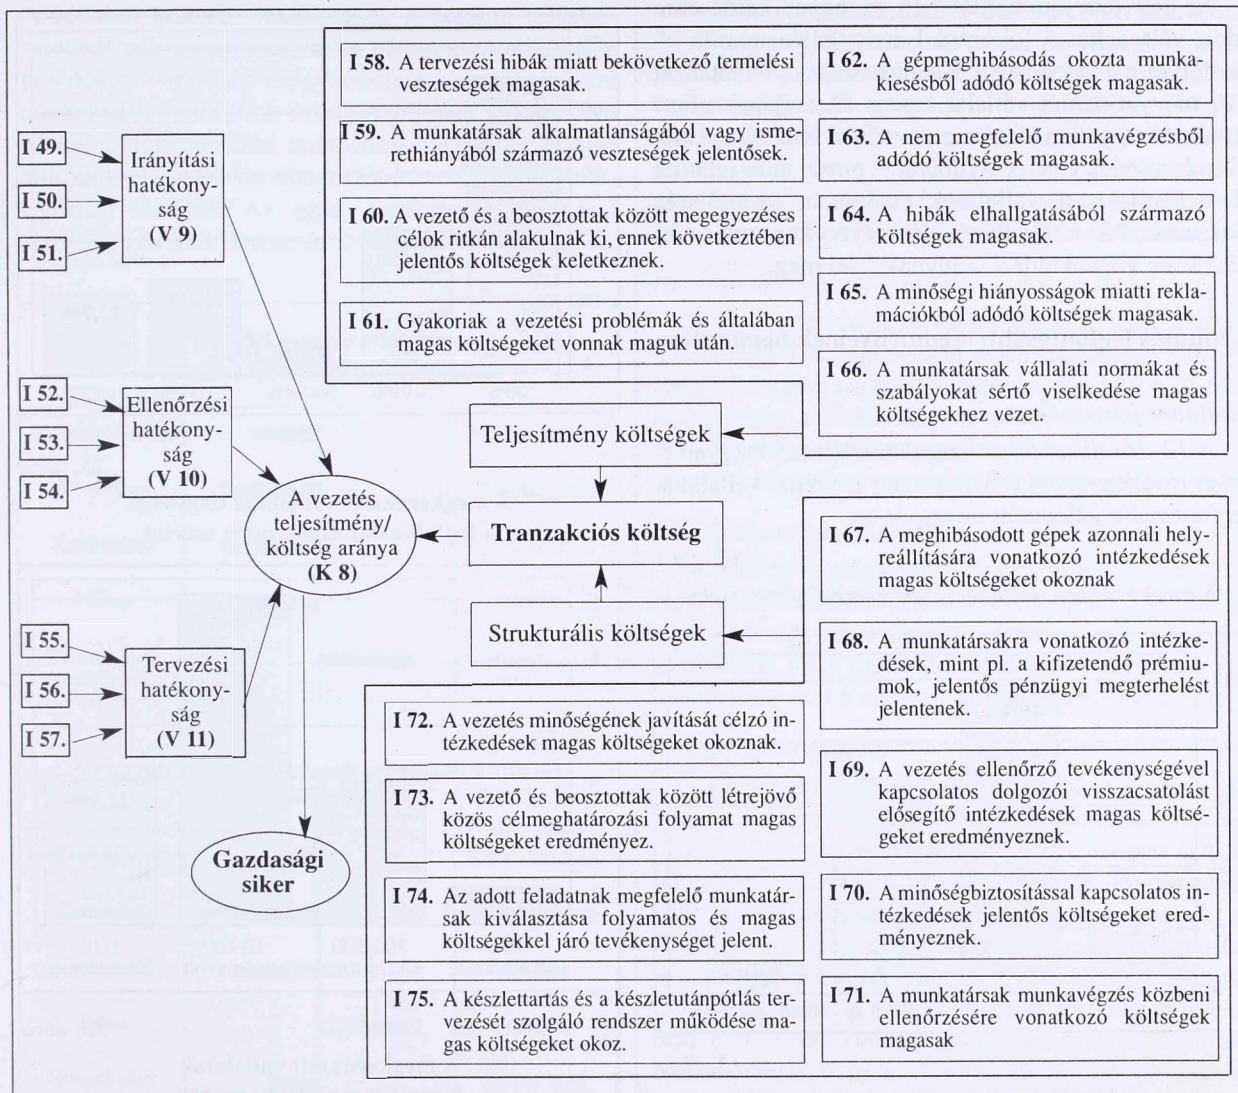 I 58. A tervezési hibák miatt bekövetkező termelési
veszteségek magasak.
I 59. A munkatársak alkalmatlanságából vagy isme-
rethiányából származó veszteségek jelentősek.
I 60. A vezető és a beosztottak között megegyezéses
célok ritkán alakulnak ki, ennek következtében
jelentős költségek keletkeznek.
I 61. Gyakoriak a vezetési problémák és általában
magas költségeket vonnak maguk után.
I 62. A gépmeghibásodás okozta munka-
kiesésből adódó költségek magasak.
I 63. A nem megfelelő munkavégzésből
adódó költségek magasak.
I 64. A hibák elhallgatásából származó
költségek magasak.
I 65. A minőségi hiányosságok miatti rekla-
mációkból adódó költségek magasak.
I 66. A munkatársak vállalati normákat és
szabályokat sértő viselkedése magas
költségekhez vezet.
I 49.
I 50.
I 51.
Irányítási
hatékony-
ság
(V 9)
I 52.
I 53.
I 54.
Ellenőrzési
hatékony-
ság
(V 10)
I 55.
I 56.
I 57.
Tervezési
hatékony-
ság
(V 11)
A vezetés
teljesítmény/
költség aránya
(K 8)
Gazdasági
siker
Teljesítmény költségek
Tranzakciós költség
Strukturális költségek
I 67. A meghibásodott gépek azonnali hely-
reállítására vonatkozó intézkedések
magas költségeket okoznak
I 68. A munkatársakra vonatkozó intézke-
dések, mint pl. a kifizetendő prémiu-
mok, jelentős pénzügyi megterhelést
jelentenek.
I 69. A vezetés ellenőrző tevékenységével
kapcsolatos dolgozói visszacsatolást
elősegítő intézkedések magas költsé-
geket eredményeznek.
I 70. A minőségbiztosítással kapcsolatos in-
tézkedések jelentős költségeket ered-
ményeznek.
I 71. A munkatársak munkavégzés közbeni
ellenőrzésére vonatkozó költségek
magasak
I 72. A vezetés minőségének javítását célzó in-
tézkedések magas költségeket okoznak.
I 73. A vezető és beosztottak között létrejövő
közös célmeghatározási folyamat magas
költségeket eredményez.
I 74. Az adott feladatnak megfelelő munkatár-
sak kiválasztása folyamatos és magas
költségekkel járó tevékenységet jelent.
I 75. A készlettartás és a készletutánpótlás ter-
vezését szolgáló rendszer működése ma-
gas költségeket okoz.